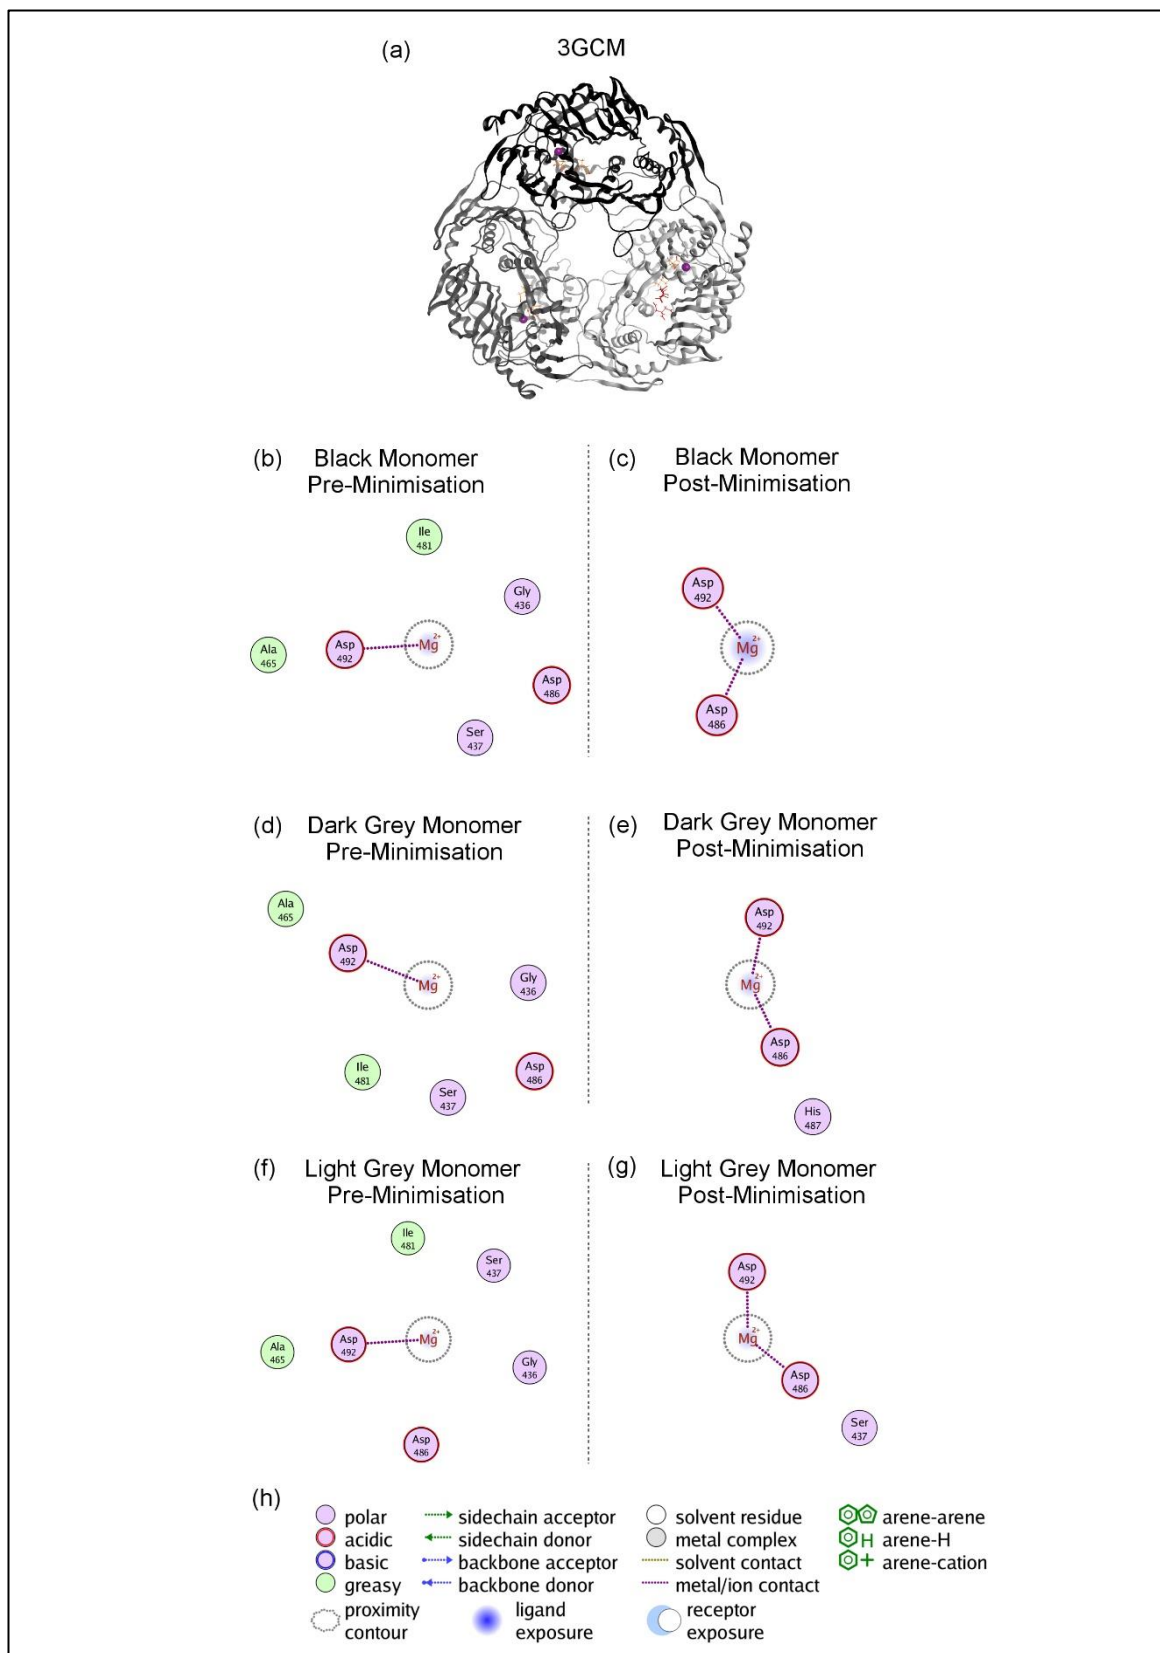 (a) 3GCM
(b) Black Monomer
Pre-Minimisation
(c) Black Monomer
Post-Minimisation
Ile
481
Gly
436
Asp
492
Mg 2+
Ala
465
Asp
486
Ser
437
Asp
492
Mg 2+
Asp
486
(d) Dark Grey Monomer
Pre-Minimisation
(e) Dark Grey Monomer
Post-Minimisation
Ala
465
Asp
492
Mg 2+
Gly
436
Ile
481
Ser
437
Asp
486
Asp
492
Mg 2+
Asp
486
His
487
(f) Light Grey Monomer
Pre-Minimisation
(g) Light Grey Monomer
Post-Minimisation
Ile
481
Ser
437
Ala
465
Asp
492
Mg 2+
Gly
436
Asp
486
Asp
492
Mg 2+
Asp
486
Ser
437
(h)
polar
acidic
basic
greasy
proximity
contour
sidechain acceptor
sidechain donor
backbone acceptor
backbone donor
ligand
exposure
solvent residue
metal complex
solvent contact
metal/ion contact
receptor
exposure
arene-arene
H arene-H
+ arene-cation